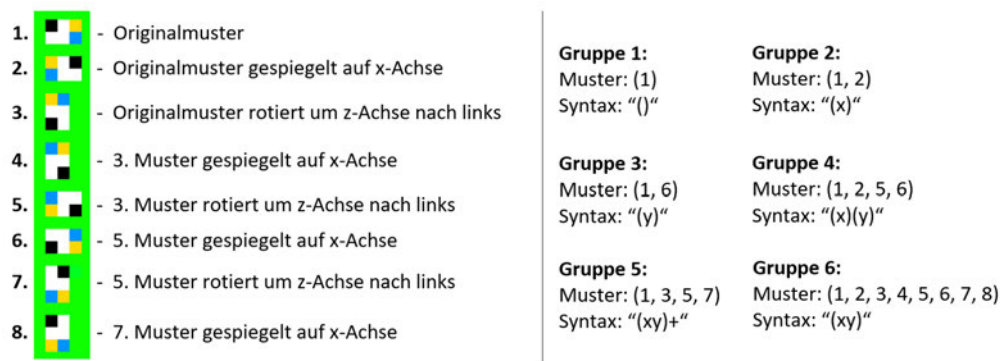 1. - Originalmuster
2. - Originalmuster gespiegelt auf x-Achse
3. - Originalmuster rotiert um z-Achse nach links
4. - 3. Muster gespiegelt auf x-Achse
5. - 3. Muster rotiert um z-Achse nach links
6. - 5. Muster gespiegelt auf x-Achse
7. - 5. Muster rotiert um z-Achse nach links
8. - 7. Muster gespiegelt auf x-Achse
Gruppe 1:
Muster: (1)
Syntax: “()“
Gruppe 2:
Muster: (1, 2)
Syntax: “(x)“
Gruppe 3:
Muster: (1, 6)
Syntax: “(y)“
Gruppe 4:
Muster: (1, 2, 5, 6)
Syntax: “(x)(y)“
Gruppe 5:
Muster: (1, 3, 5, 7)
Syntax: “(xy)+“
Gruppe 6:
Muster: (1, 2, 3, 4, 5, 6, 7, 8)
Syntax: “(xy)“